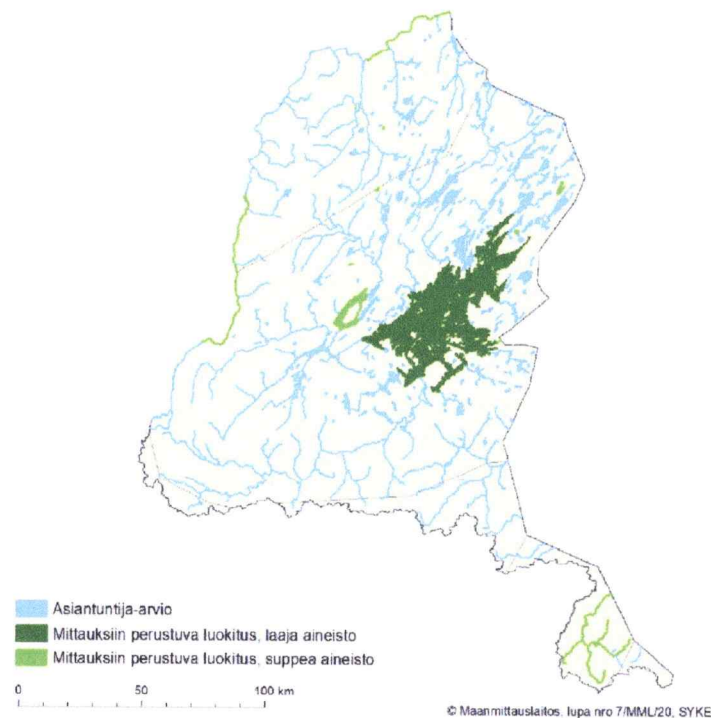 Asiantuntija-arvio
Mittauksiin perustuva luokitus, laaja aineisto
Mittauksiin perustuva luokitus, suppea aineisto
0 50 100 km
© Maanmittauslaitos, lupa nro 7/MML/20, SYKE